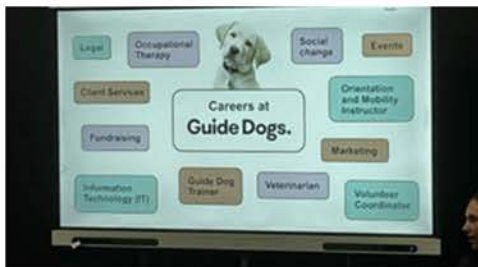 Legal
Occupational
Therapy
Social
change
Events
Client Services
Careers at
Guide Dogs.
Orientation
and Mobility
Instructor
Fundraising
Marketing
Information
Technology (IT)
Guide Dog
Trainer
Veterinarian
Volunteer
Coordinator